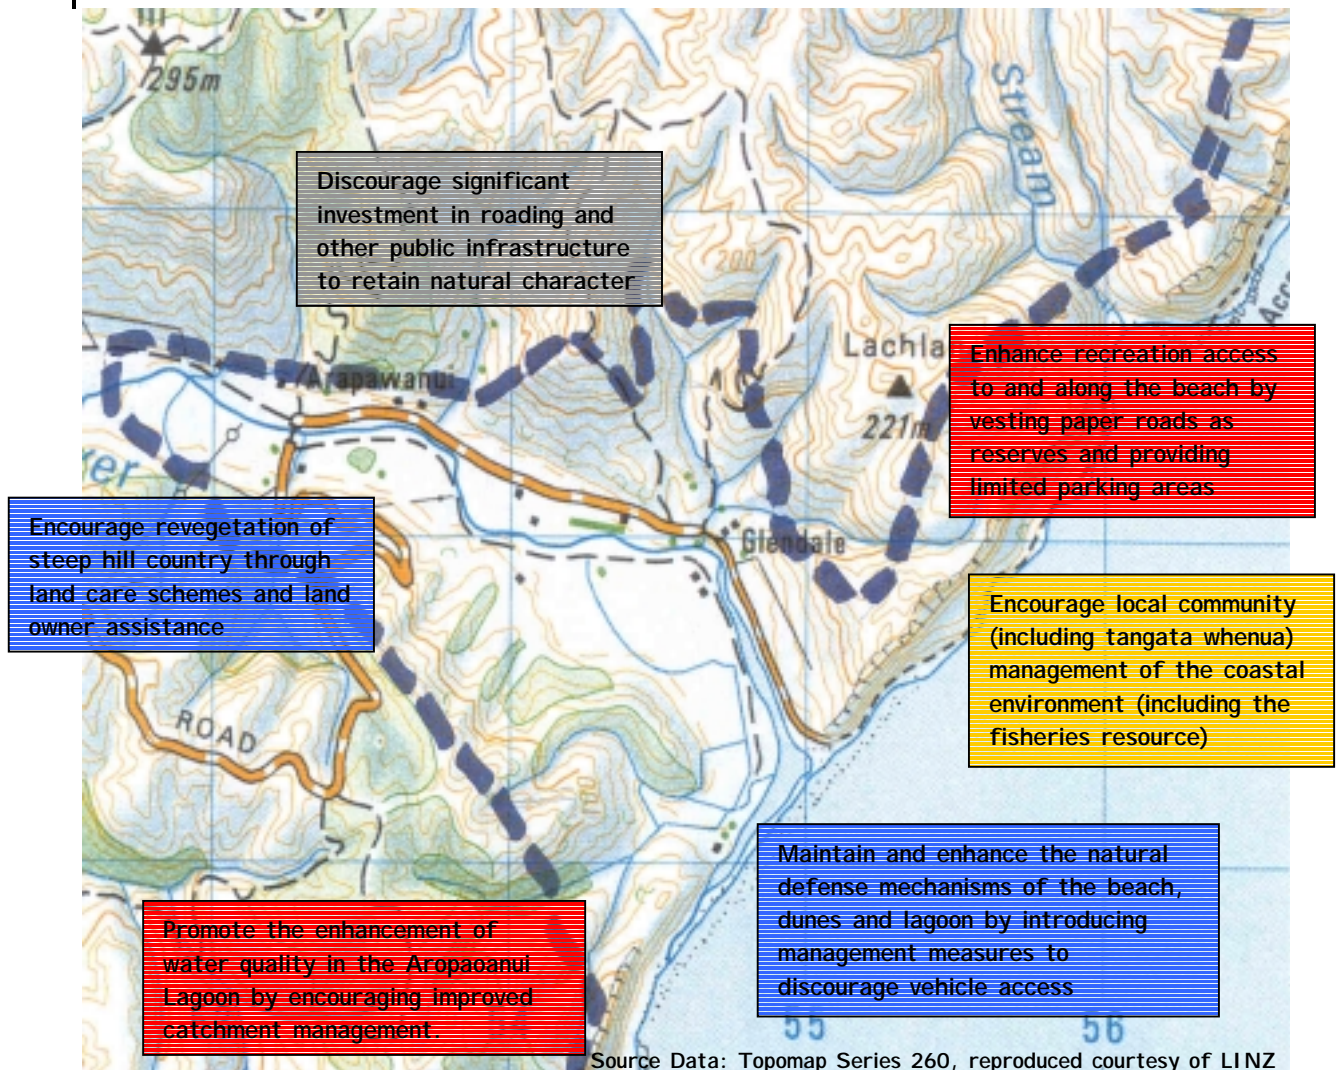 295m
Stream
Discourage significant
investment in roading and
other public infrastructure
to retain natural character
200
Lachla
221m
Arapawanui
Enhance recreation access
to and along the beach by
vesting paper roads as
reserves and providing
limited parking areas
Encourage revegetation of
steep hill country through
land care schemes and land
owner assistance
Glendale
Encourage local community
(including tangata whenua)
management of the coastal
environment (including the
fisheries resource)
ROAD
Maintain and enhance the natural
defense mechanisms of the beach,
dunes and lagoon by introducing
management measures to
discourage vehicle access
Promote the enhancement of
water quality in the Aropaoanui
Lagoon by encouraging improved
catchment management.
55
56
Source Data: Topomap Series 260, reproduced courtesy of LINZ